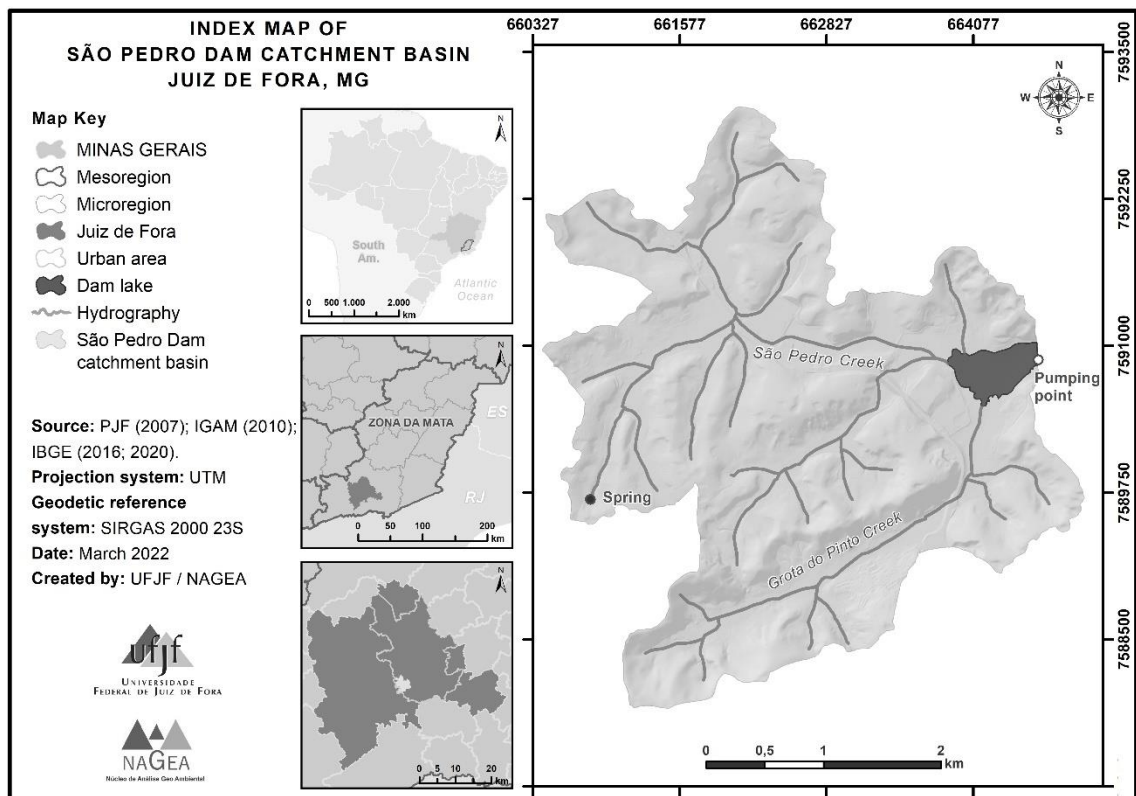 INDEX MAP OF
SÃO PEDRO DAM CATCHMENT BASIN
JUIZ DE FORA, MG
Map Key
MINAS GERAIS
Mesoregion
Microregion
Juiz de Fora
Urban area
Dam lake
Hydrography
São Pedro Dam
catchment basin
Source: PJF (2007); IGAM (2010);
IBGE (2016; 2020).
Projection system: UTM
Geodetic reference
system: SIRGAS 2000 23S
Date: March 2022
Created by: UFJF / NAGEA
ufjf
UNIVERSIDADE
FEDERAL DE JUIZ DE FORA
NAGEA
Núcleo de Análise Geo Ambiental
N
South
Am.
Atlantic
Ocean
0 500 1.000 2.000
km
N
ES
ZONA DA MATA
RJ
0 50 100 200
km
N
0 5 10 20
km
660327 661577 662827 664077
7593500
7592250
7591000
7589750
7588500
N
W E
S
São Pedro Creek
Pumping
point
Spring
Grota do Pinto Creek
0 0,5 1 2
km